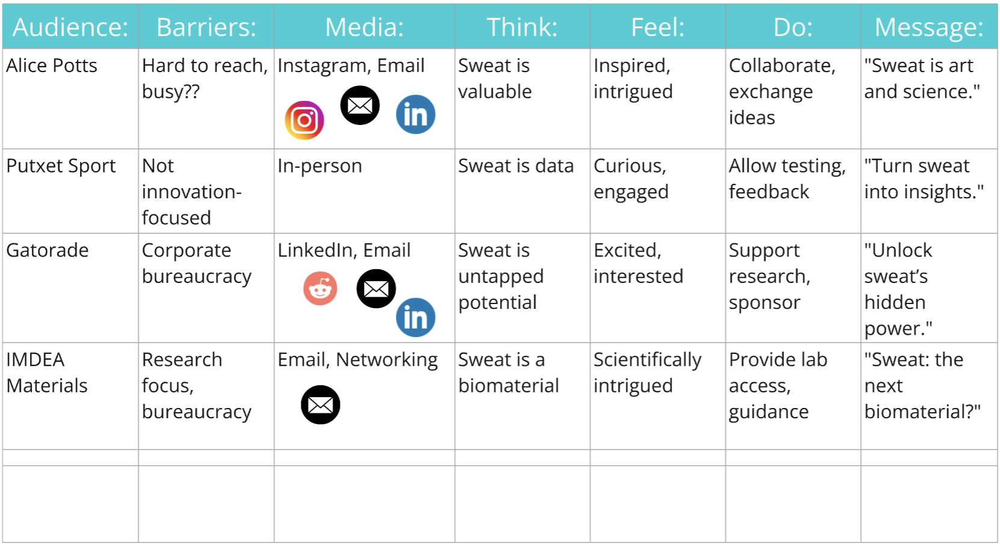 Audience: Barriers: Media: Think: Feel: Do: Message:
Alice Potts
Hard to reach,
busy??
Instagram, Email
in
Sweat is
valuable
Inspired,
intrigued
Collaborate,
exchange
ideas
"Sweat is art
and science."
Putxet Sport
Not
innovation-
focused
In-person
Sweat is data
Curious,
engaged
Allow testing,
feedback
"Turn sweat
into insights."
Gatorade
Corporate
bureaucracy
LinkedIn, Email
in
Sweat is
untapped
potential
Excited,
interested
Support
research,
sponsor
"Unlock
sweat’s
hidden
power."
IMDEA
Materials
Research
focus,
bureaucracy
Email, Networking
Sweat is a
biomaterial
Scientifically
intrigued
Provide lab
access,
guidance
"Sweat: the
next
biomaterial?"